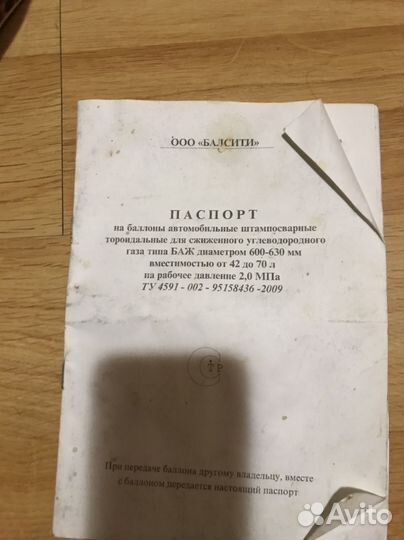 ООО «БАЛСИТИ»
ПАСПОРТ
на баллоны автомобильные штампосварные
тороидальные для сжиженного углеводородного
газа типа БАЖ диаметром 600-630 мм
вместимостью от 42 до 70 л
на рабочее давление 2,0 МПа
ТУ 4591 - 002 - 95158436 -2009
При передаче баллона другому владельцу, вместе
с баллоном передается настоящий паспорт
Avito